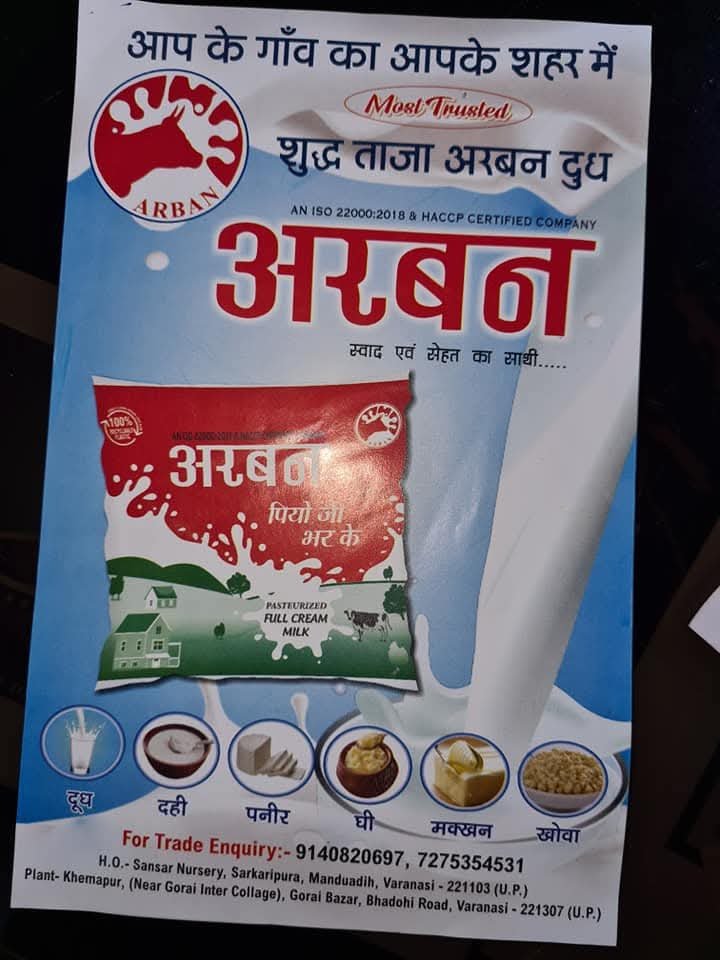 आप के गाँव का आपके शहर में
Most Trusted
शुद्ध ताजा अरबन दुध
ARBAN
AN ISO 22000:2018 & HACCP CERTIFIED COMPANY
अरबन
स्वाद एवं सेहत का साथी.....
100%
अरबन
पियो जी
भर के
PASTEURIZED
FULL CREAM
MILK
दूध दही पनीर घी मक्खन खोवा
For Trade Enquiry:- 9140820697, 7275354531
H.O.- Sansar Nursery, Sarkaripura, Manduadih, Varanasi - 221103 (U.P.)
Plant- Khemapur, (Near Gorai Inter Collage), Gorai Bazar, Bhadohi Road, Varanasi - 221307 (U.P.)